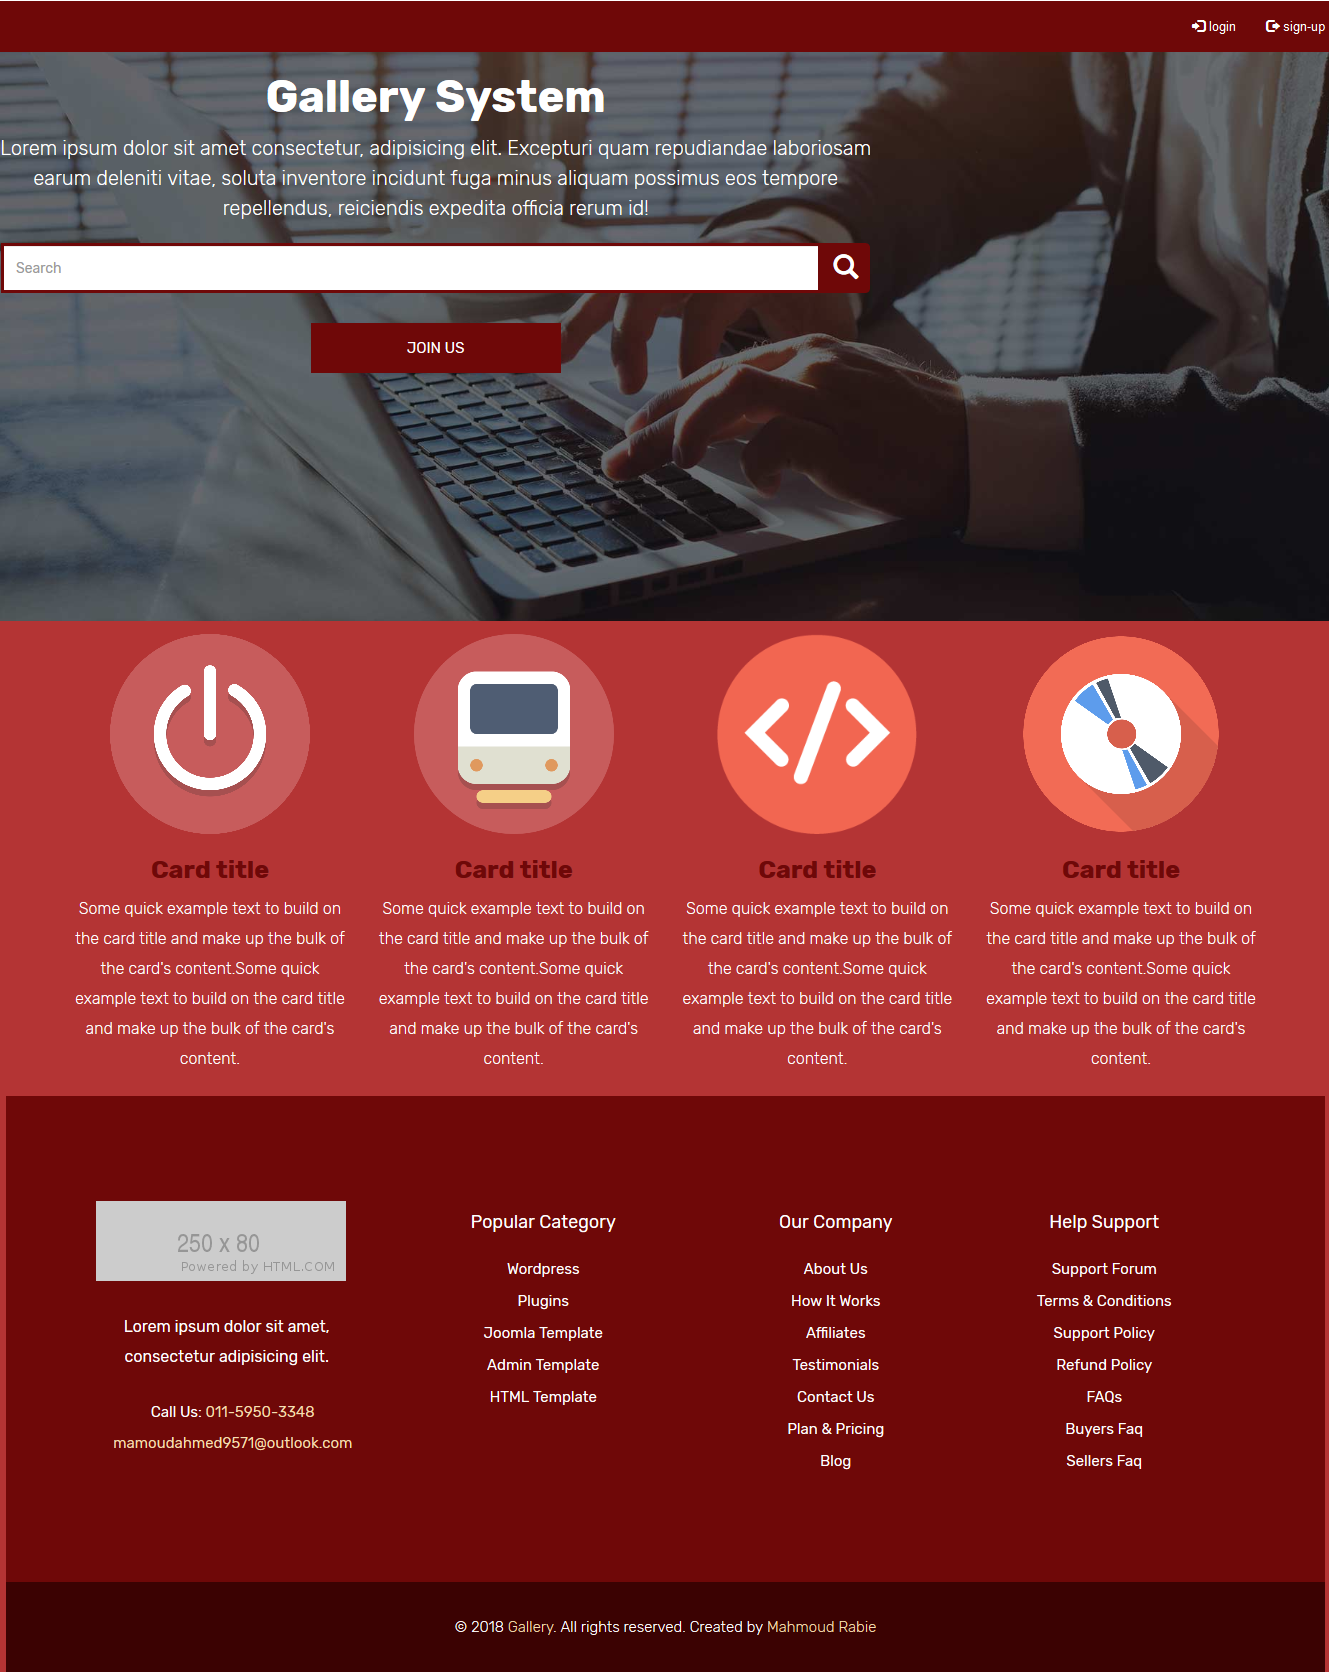 login
sign-up
Gallery System
Lorem ipsum dolor sit amet consectetur, adipisicing elit. Excepturi quam repudiandae laboriosam
earum deleniti vitae, soluta inventore incidunt fuga minus aliquam possimus eos tempore
repellendus, reiciendis expedita officia rerum id!
Search
JOIN US
Card title
Some quick example text to build on
the card title and make up the bulk of
the card's content.Some quick
example text to build on the card title
and make up the bulk of the card's
content.
Card title
Some quick example text to build on
the card title and make up the bulk of
the card's content.Some quick
example text to build on the card title
and make up the bulk of the card's
content.
Card title
Some quick example text to build on
the card title and make up the bulk of
the card's content.Some quick
example text to build on the card title
and make up the bulk of the card's
content.
Card title
Some quick example text to build on
the card title and make up the bulk of
the card's content.Some quick
example text to build on the card title
and make up the bulk of the card's
content.
250 x 80
Powered by HTML.COM
Lorem ipsum dolor sit amet,
consectetur adipisicing elit.
Call Us: 011-5950-3348
mamoudahmed9571@outlook.com
Popular Category
Wordpress
Plugins
Joomla Template
Admin Template
HTML Template
Our Company
About Us
How It Works
Affiliates
Testimonials
Contact Us
Plan & Pricing
Blog
Help Support
Support Forum
Terms & Conditions
Support Policy
Refund Policy
FAQs
Buyers Faq
Sellers Faq
© 2018 Gallery. All rights reserved. Created by Mahmoud Rabie